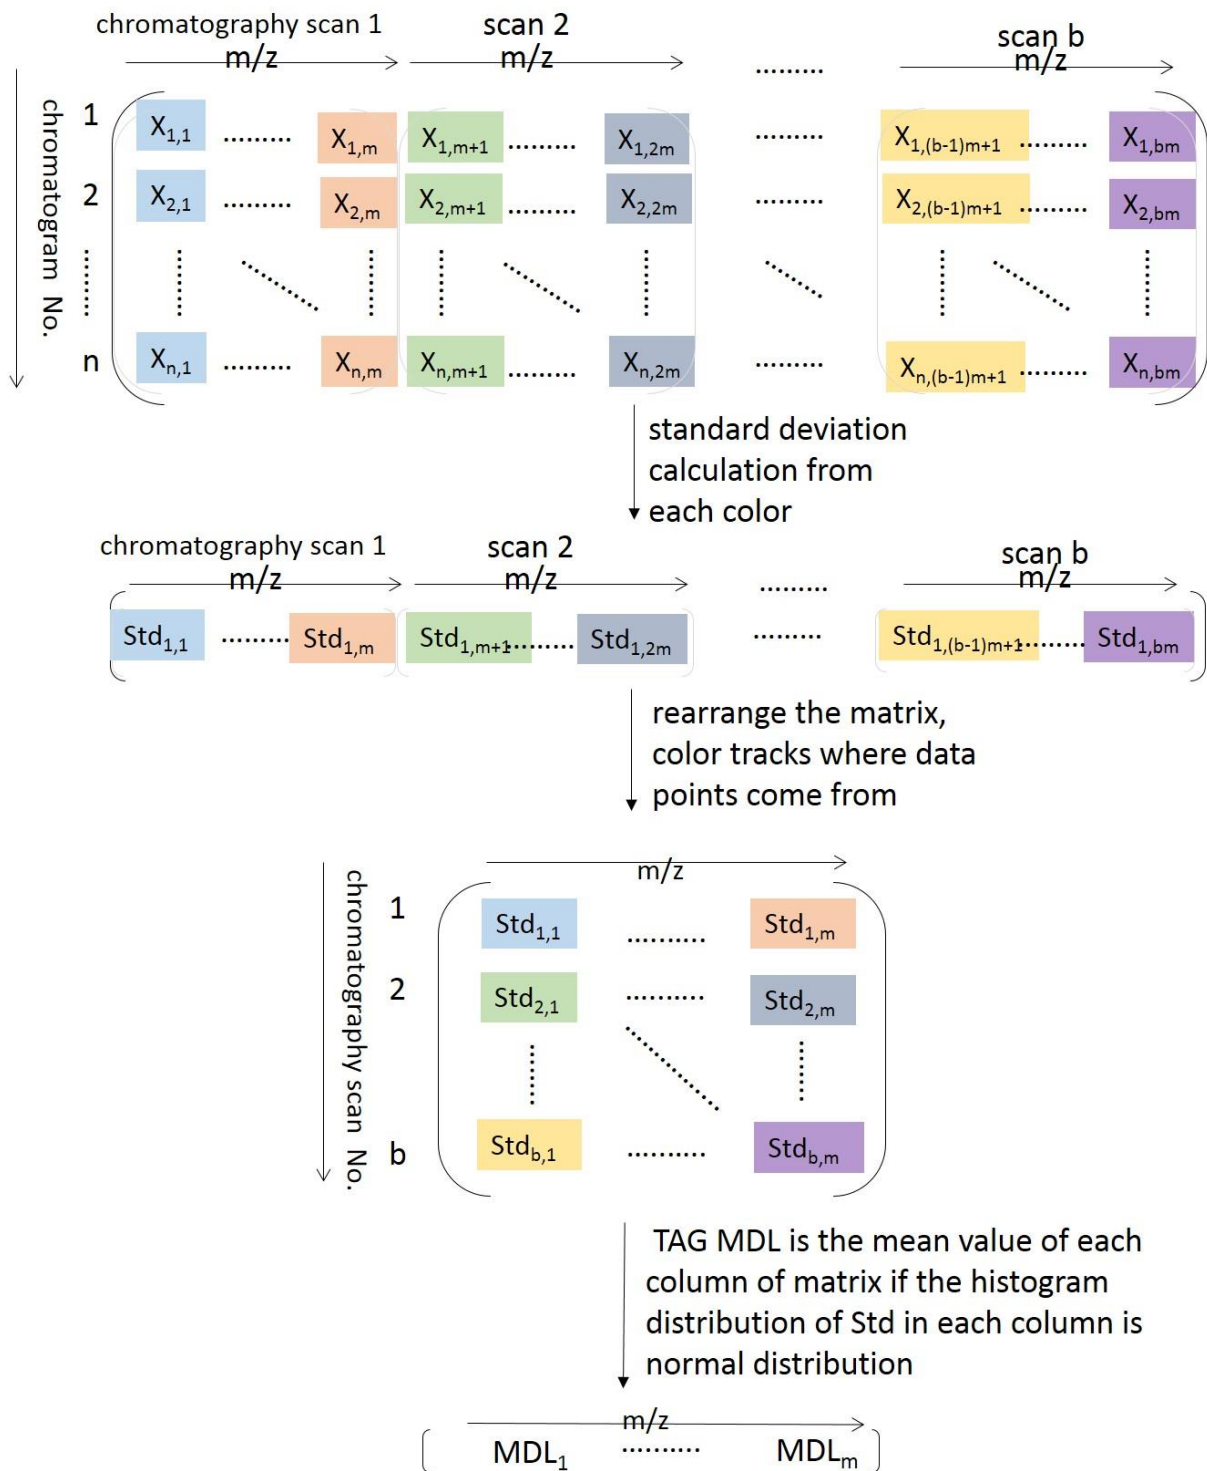 chromatography scan 1 scan 2 scan b
m/z m/z ......... m/z
chromatogram No.
1 X1,1 ......... X1,m X1,m+1 ......... X1,2m ......... X1,(b-1)m+1 ......... X1,bm
2 X2,1 ......... X2,m X2,m+1 ......... X2,2m ......... X2,(b-1)m+1 ......... X2,bm
n Xn,1 ......... Xn,m Xn,m+1 ......... Xn,2m ......... Xn,(b-1)m+1 ......... Xn,bm
standard deviation
calculation from
each color
chromatography scan 1 scan 2 scan b
m/z m/z ......... m/z
Std1,1 ......... Std1,m Std1,m+1 ......... Std1,2m ......... Std1,(b-1)m+1 ......... Std1,bm
rearrange the matrix,
color tracks where data
points come from
m/z
chromatography scan No.
1 Std1,1 .......... Std1,m
2 Std2,1 .......... Std2,m
b Stdb,1 .......... Stdb,m
TAG MDL is the mean value of each
column of matrix if the histogram
distribution of Std in each column is
normal distribution
m/z
MDL1 .......... MDLm